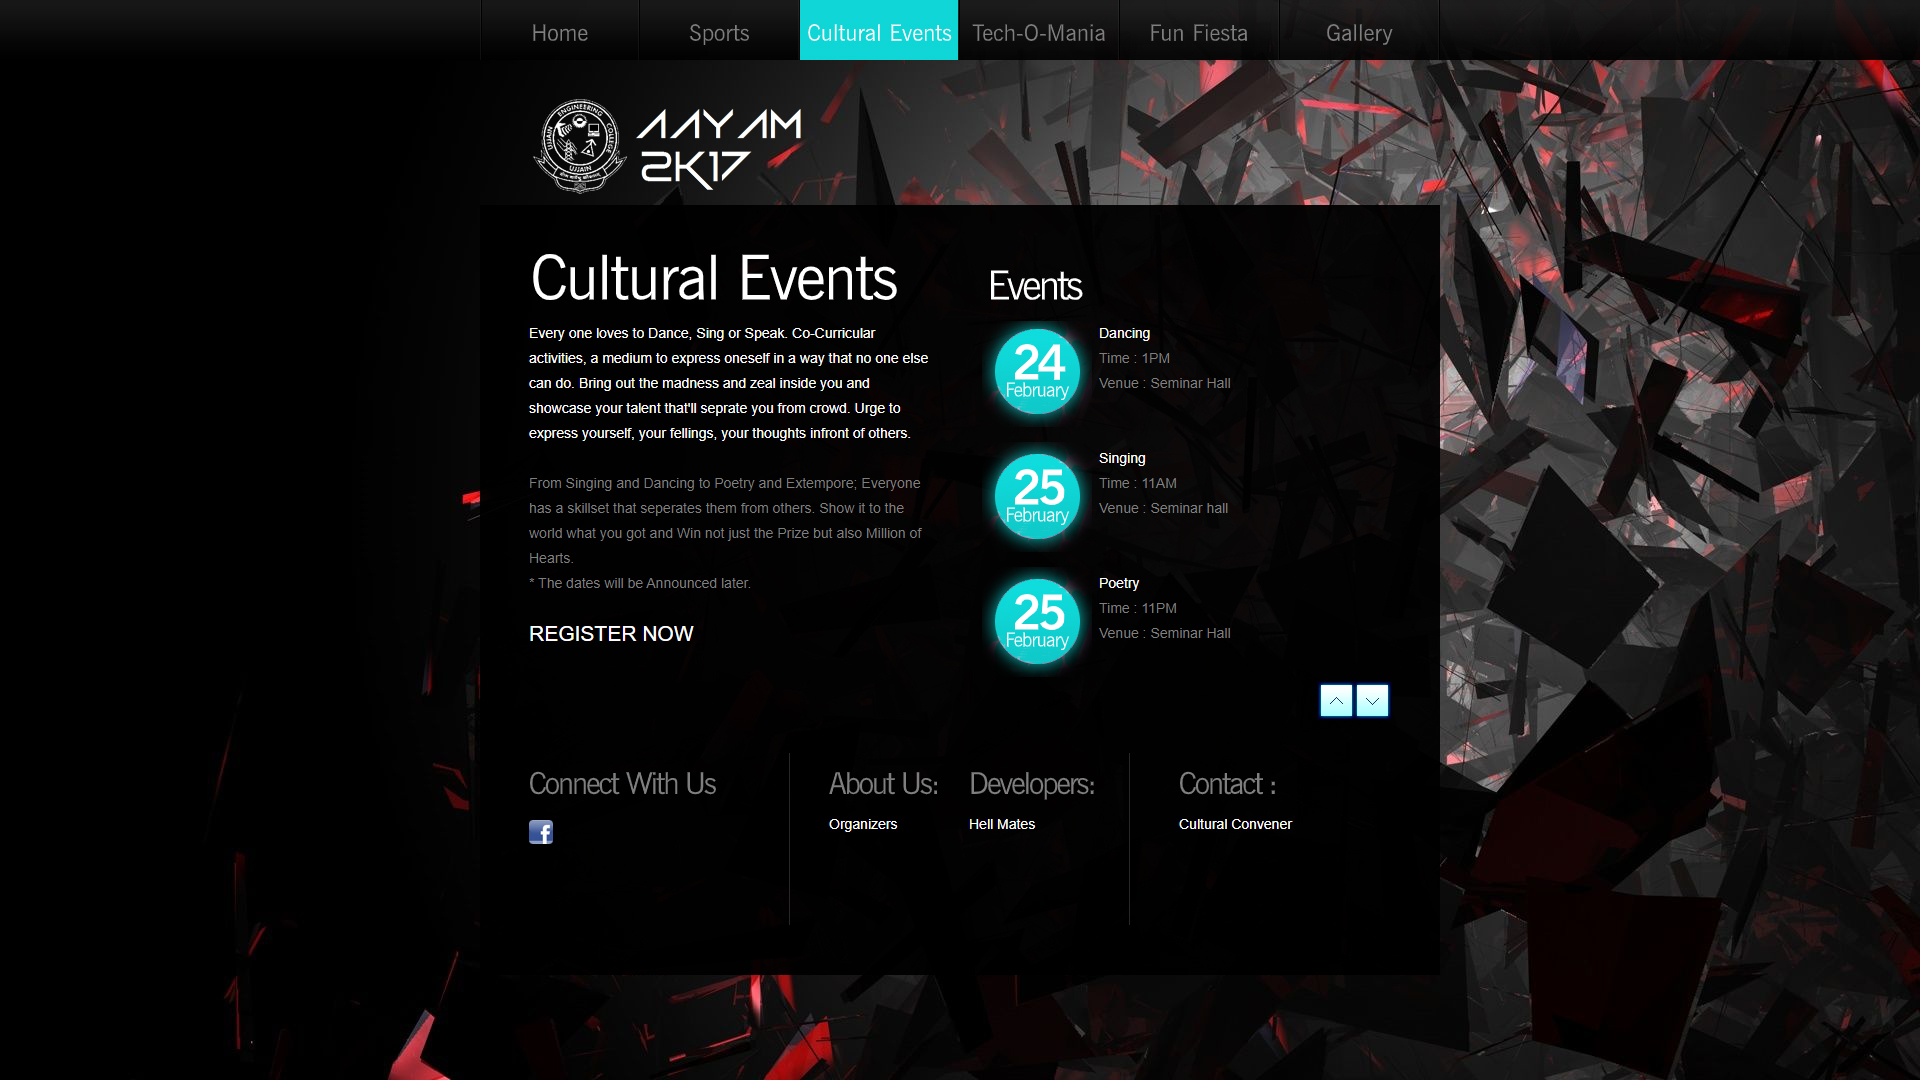 Home
Sports
Cultural Events
Tech-O-Mania
Fun Fiesta
Gallery
UJJAIN ENGINEERING COLLEGE
UJJAIN
AAYAM
2K17
Cultural Events
Every one loves to Dance, Sing or Speak. Co-Curricular
activities, a medium to express oneself in a way that no one else
can do. Bring out the madness and zeal inside you and
showcase your talent that'll seprate you from crowd. Urge to
express yourself, your fellings, your thoughts infront of others.
From Singing and Dancing to Poetry and Extempore; Everyone
has a skillset that seperates them from others. Show it to the
world what you got and Win not just the Prize but also Million of
Hearts.
* The dates will be Announced later.
REGISTER NOW
Events
24
February
Dancing
Time : 1PM
Venue : Seminar Hall
25
February
Singing
Time : 11AM
Venue : Seminar hall
25
February
Poetry
Time : 11PM
Venue : Seminar Hall
Connect With Us
f
About Us:
Organizers
Developers:
Hell Mates
Contact :
Cultural Convener